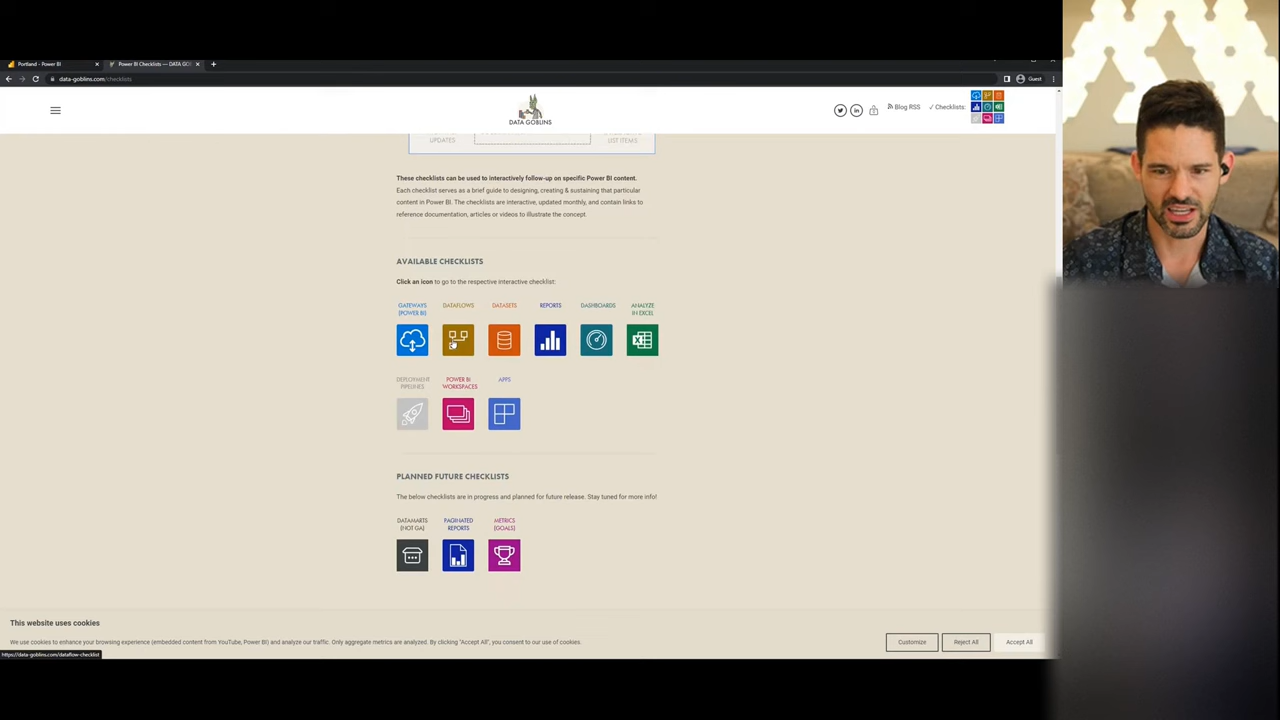 Portland - Power BI
Power BI Checklists — DATA GO
data-goblins.com/checklists
Guest
DATA GOBLINS
Blog RSS
✓ Checklists:
UPDATES
LIST ITEMS
These checklists can be used to interactively follow-up on specific Power BI content.
Each checklist serves as a brief guide to designing, creating & sustaining that particular
content in Power BI. The checklists are interactive, updated monthly, and contain links to
reference documentation, articles or videos to illustrate the concept.
AVAILABLE CHECKLISTS
Click an icon to go to the respective interactive checklist:
GATEWAYS
(POWER BI)
DATAFLOWS
DATASETS
REPORTS
DASHBOARDS
ANALYZE
IN EXCEL
DEPLOYMENT
PIPELINES
POWER BI
WORKSPACES
APPS
PLANNED FUTURE CHECKLISTS
The below checklists are in progress and planned for future release. Stay tuned for more info!
DATAMARTS
(NOT GA)
PAGINATED
REPORTS
METRICS
(GOALS)
This website uses cookies
We use cookies to enhance your browsing experience (embedded content from YouTube, Power BI) and analyze our traffic. Only aggregate metrics are analyzed. By clicking "Accept All", you consent to our use of cookies.
Customize
Reject All
Accept All
https://data-goblins.com/dataflow-checklist